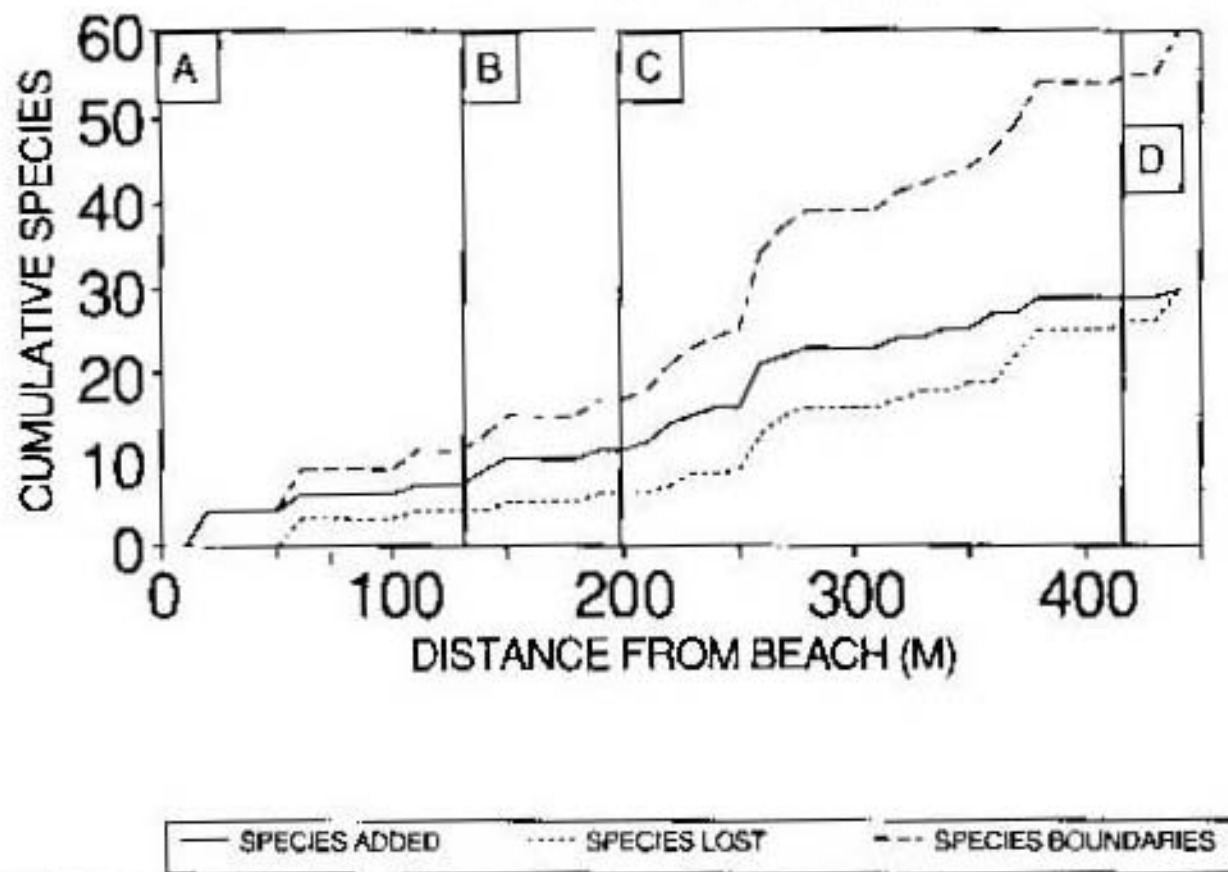 60
50
40
30
20
10
0
CUMULATIVE SPECIES
A
B
C
D
0 100 200 300 400
DISTANCE FROM BEACH (M)
SPECIES ADDED SPECIES LOST SPECIES BOUNDARIES